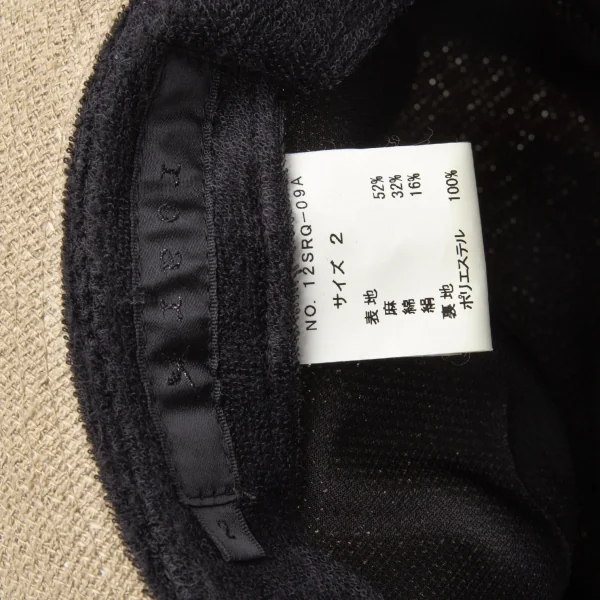 NO. 12SRQ-09A
サイズ 2
表地
麻 52%
綿 32%
絹 16%
裏地
ポリエステル 100%
2